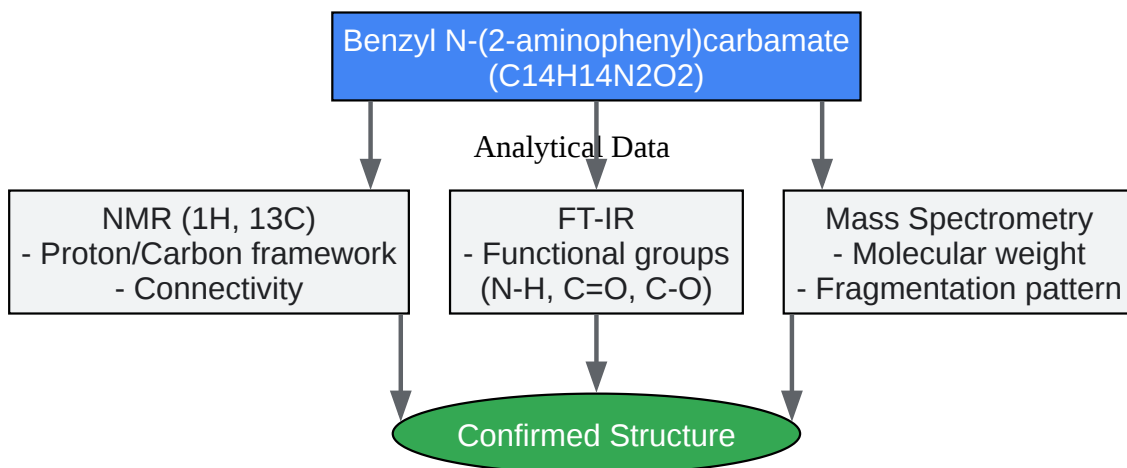 Benzyl N-(2-aminophenyl)carbamate
(C14H14N2O2)
Analytical Data
NMR (1H, 13C)
- Proton/Carbon framework
- Connectivity
FT-IR
- Functional groups
(N-H, C=O, C-O)
Mass Spectrometry
- Molecular weight
- Fragmentation pattern
Confirmed Structure